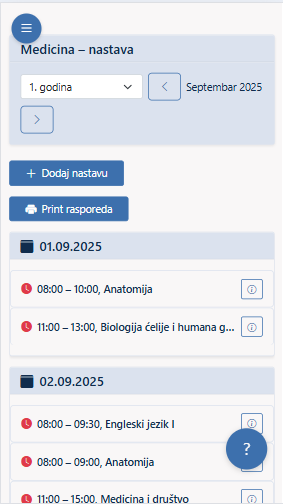 Medicina – nastava
1. godina
Septembar 2025
Dodaj nastavu
Print rasporeda
01.09.2025
08:00 – 10:00, Anatomija
11:00 – 13:00, Biologija ćelije i humana g...
02.09.2025
08:00 – 09:30, Engleski jezik I
?
08:00 – 09:00, Anatomija
11:00 – 15:00, Medicina i društvo